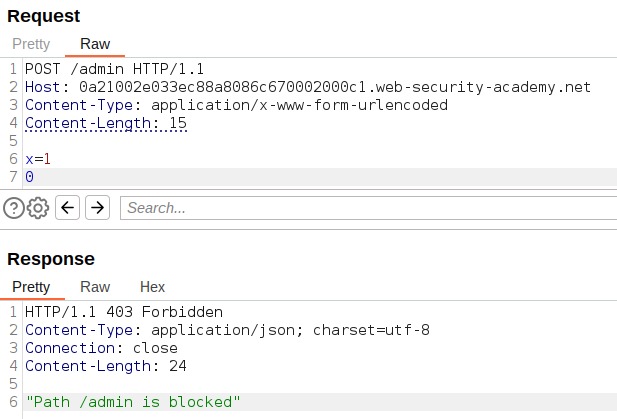 Request
Pretty Raw
1 POST /admin HTTP/1.1
2 Host: 0a21002e033ec88a8086c670002000c1.web-security-academy.net
3 Content-Type: application/x-www-form-urlencoded
4 Content-Length: 15
5
6 x=1
7 0
? Search...
Response
Pretty Raw Hex
1 HTTP/1.1 403 Forbidden
2 Content-Type: application/json; charset=utf-8
3 Connection: close
4 Content-Length: 24
5
6 "Path /admin is blocked"